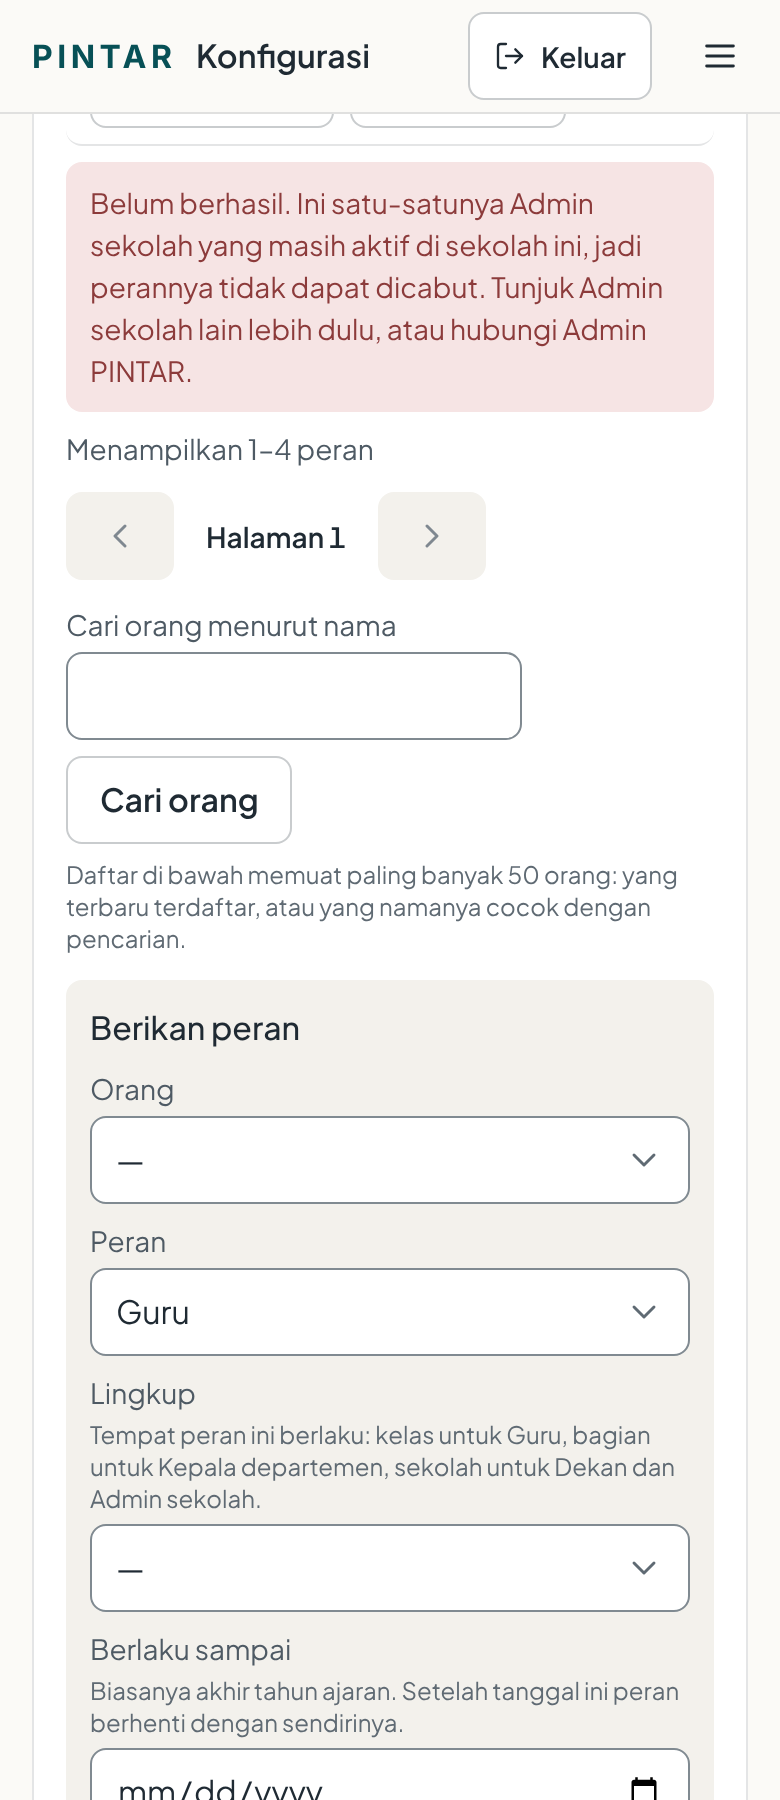 PINTAR Konfigurasi Keluar
Belum berhasil. Ini satu-satunya Admin
sekolah yang masih aktif di sekolah ini, jadi
perannya tidak dapat dicabut. Tunjuk Admin
sekolah lain lebih dulu, atau hubungi Admin
PINTAR.
Menampilkan 1–4 peran
Halaman 1
Cari orang menurut nama
Cari orang
Daftar di bawah memuat paling banyak 50 orang: yang
terbaru terdaftar, atau yang namanya cocok dengan
pencarian.
Berikan peran
Orang
—
Peran
Guru
Lingkup
Tempat peran ini berlaku: kelas untuk Guru, bagian
untuk Kepala departemen, sekolah untuk Dekan dan
Admin sekolah.
—
Berlaku sampai
Biasanya akhir tahun ajaran. Setelah tanggal ini peran
berhenti dengan sendirinya.
mm/dd/yyyy